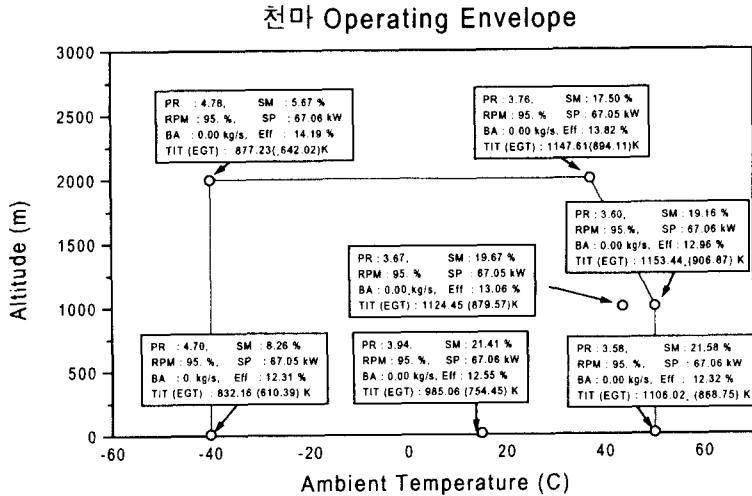 천마 Operating Envelope
3000
2500
2000
1500
1000
500
0
Altitude (m)
PR : 4.78, SM : 5.67 %
RPM : 95. %, SP : 67.06 kW
BA : 0.00 kg/s, Eff : 14.19 %
TIT (EGT) : 877.23(,642.02)K
PR : 3.76, SM : 17.50 %
RPM : 95. %, SP : 67.05 kW
BA : 0.00 kg/s, Eff : 13.82 %
TIT (EGT) : 1147.61(894.11)K
PR : 3.60, SM : 19.16 %
RPM : 95.%, SP : 67.06 kW
BA : 0.00 kg/s, Eff : 12.96 %
TIT (EGT) : 1153.44,(906.87) K
PR : 3.67, SM : 19.67 %
RPM : 95. % SP : 67.05 kW
BA : 0.00,kg/s, Eff : 13.06 %
TIT (EGT) : 1124.45 (879.57)K
PR : 4.70, SM : 8.26 %
RPM : 95. %, SP : 67.05 kW
BA : 0. kg/s, Eff : 12.31 %
TIT (EGT) : 832.16 (610.39) K
PR : 3.94, SM : 21.41 %
RPM : 95. %, SP : 67.06 kW
BA : 0.00 kg/s, Eff : 12.55 %
TIT (EGT) : 985.06 (754.45) K
PR : 3.58, SM : 21.58 %
RPM : 95. %, SP : 67.06 kW
BA : 0.00 kg/s, Eff : 12.32 %
TIT (EGT) : 1106.02, (868.75) K
-60 -40 -20 0 20 40 60
Ambient Temperature (C)